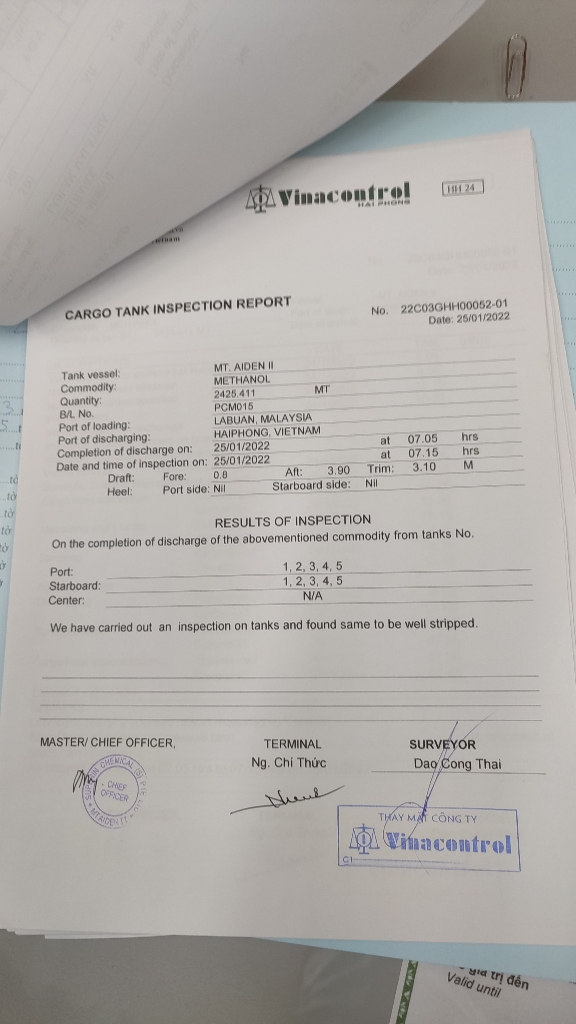 Vinacontrol
HAI PHONG
HH 24
CARGO TANK INSPECTION REPORT
No. 22C03GHH00052-01
Date: 25/01/2022
Tank vessel: MT. AIDEN II
Commodity: METHANOL
Quantity: 2425.411 MT
B/L No. PCM015
Port of loading: LABUAN, MALAYSIA
Port of discharging: HAIPHONG, VIETNAM
Completion of discharge on: 25/01/2022 at 07.05 hrs
Date and time of inspection on: 25/01/2022 at 07.15 hrs
Draft: Fore: 0.8 Aft: 3.90 Trim: 3.10 M
Heel: Port side: Nil Starboard side: Nil
RESULTS OF INSPECTION
On the completion of discharge of the abovementioned commodity from tanks No.
Port: 1, 2, 3, 4, 5
Starboard: 1, 2, 3, 4, 5
Center: N/A
We have carried out an inspection on tanks and found same to be well stripped.
MASTER/ CHIEF OFFICER, TERMINAL SURVEYOR
Ng. Chí Thức Dao Cong Thai
CHEMICAL (S)
CHIEF
OFFICER
MT AIDEN II
THAY MẶT CÔNG TY
Vinacontrol
giá trị đến
Valid until